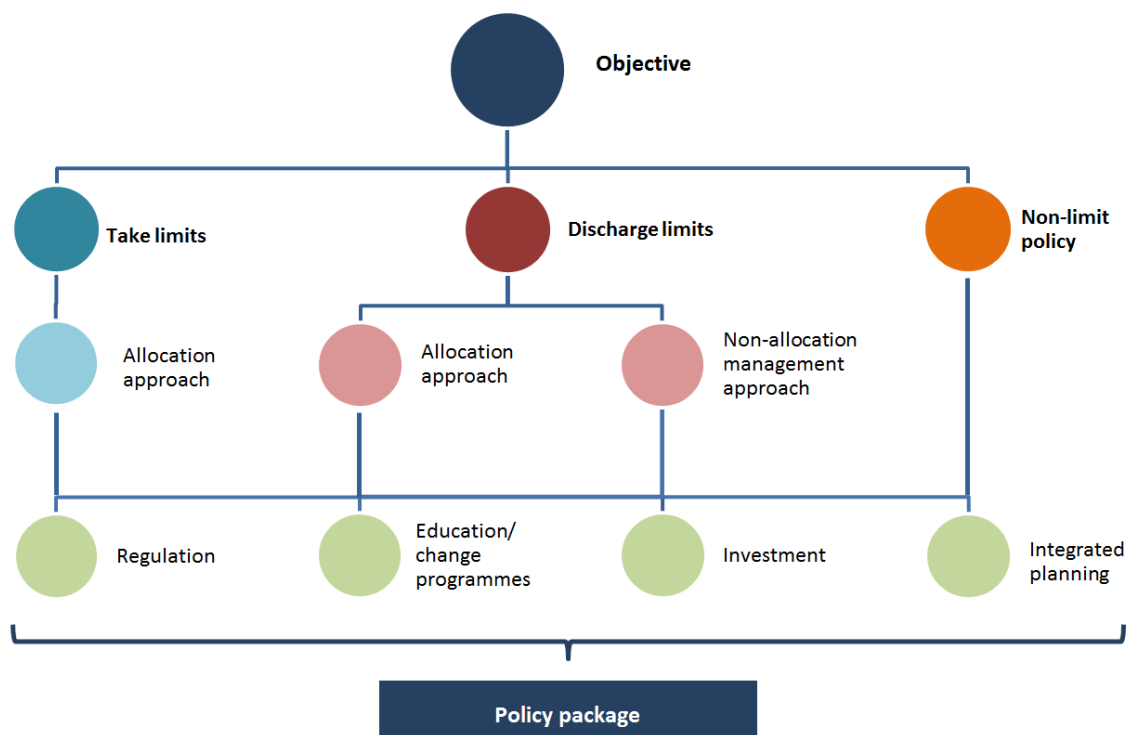 Objective
Take limits
Discharge limits
Non-limit
policy
Allocation
approach
Allocation
approach
Non-allocation
management
approach
Regulation
Education/
change
programmes
Investment
Integrated
planning
Policy package